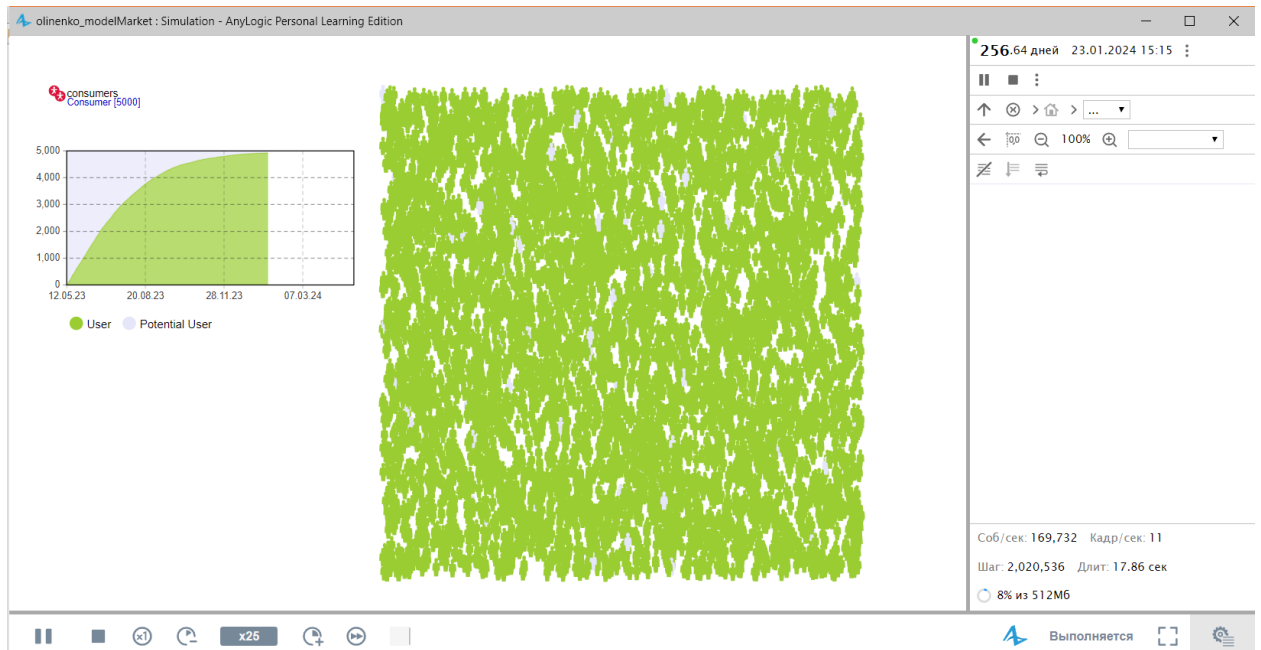 olinenko_modelMarket : Simulation - AnyLogic Personal Learning Edition
256.64 дней 23.01.2024 15:15
consumers
Consumer [5000]
...
100%
5,000
4,000
3,000
2,000
1,000
0
12.05.23 20.08.23 28.11.23 07.03.24
User Potential User
Соб/сек: 169,732 Кадр/сек: 11
Шаг: 2,020,536 Длит: 17.86 сек
8% из 512Мб
x1 x25 Выполняется